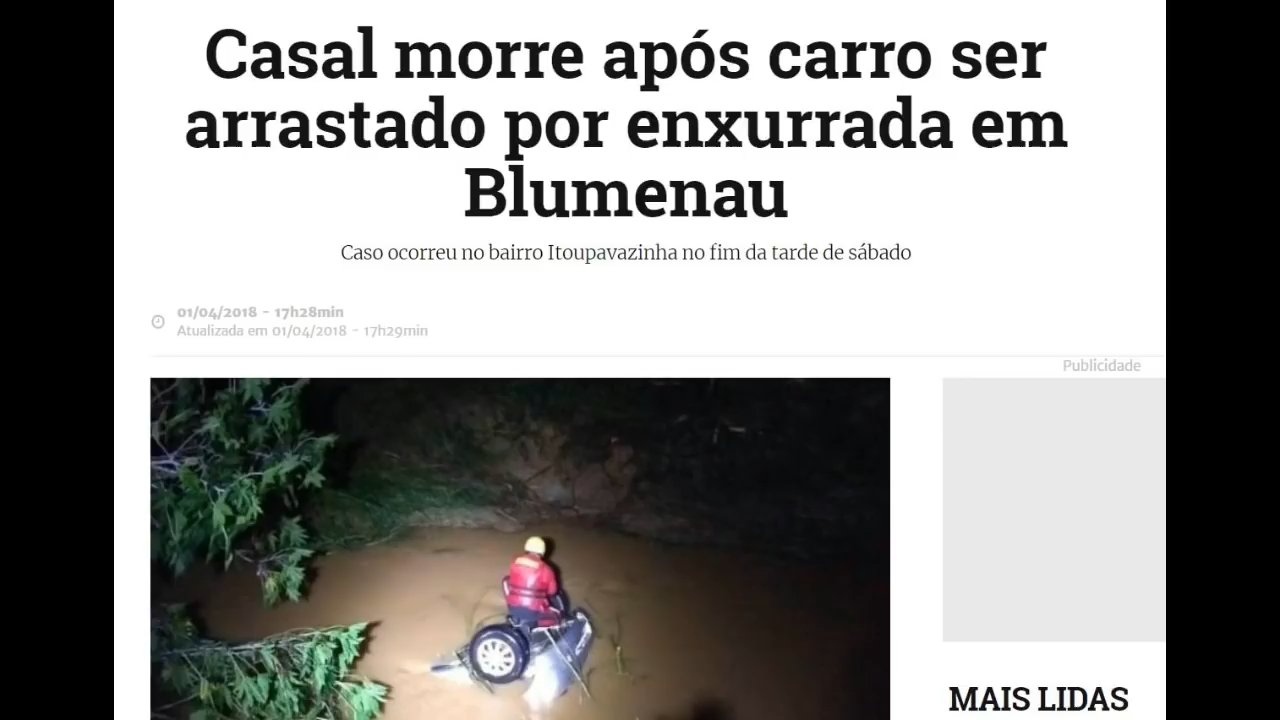 Casal morre após carro ser
arrastado por enxurrada em
Blumenau
Caso ocorreu no bairro Itoupavazinha no fim da tarde de sábado
01/04/2018 - 17h28min
Atualizada em 01/04/2018 - 17h29min
Publicidade
MAIS LIDAS